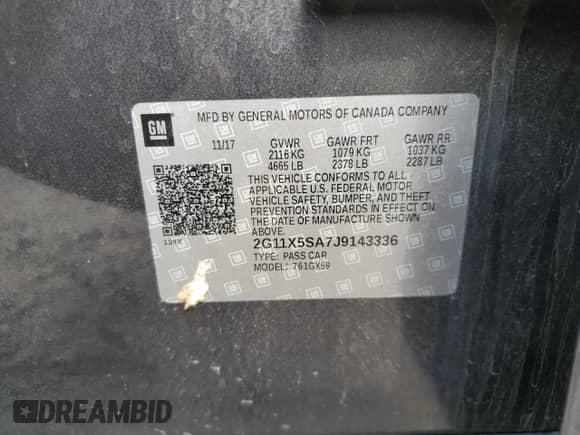 MFD BY GENERAL MOTORS OF CANADA COMPANY
GM
11/17 GVWR GAWR FRT GAWR RR
2116 KG 1079 KG 1037 KG
4665 LB 2378 LB 2287 LB
THIS VEHICLE CONFORMS TO ALL
APPLICABLE U.S. FEDERAL MOTOR
VEHICLE SAFETY, BUMPER, AND THEFT
PREVENTION STANDARDS IN EFFECT ON
THE DATE OF MANUFACTURE SHOWN
ABOVE.
2G11X5SA7J9143336
TYPE: PASS CAR
MODEL: 761GX69
DREAMBID